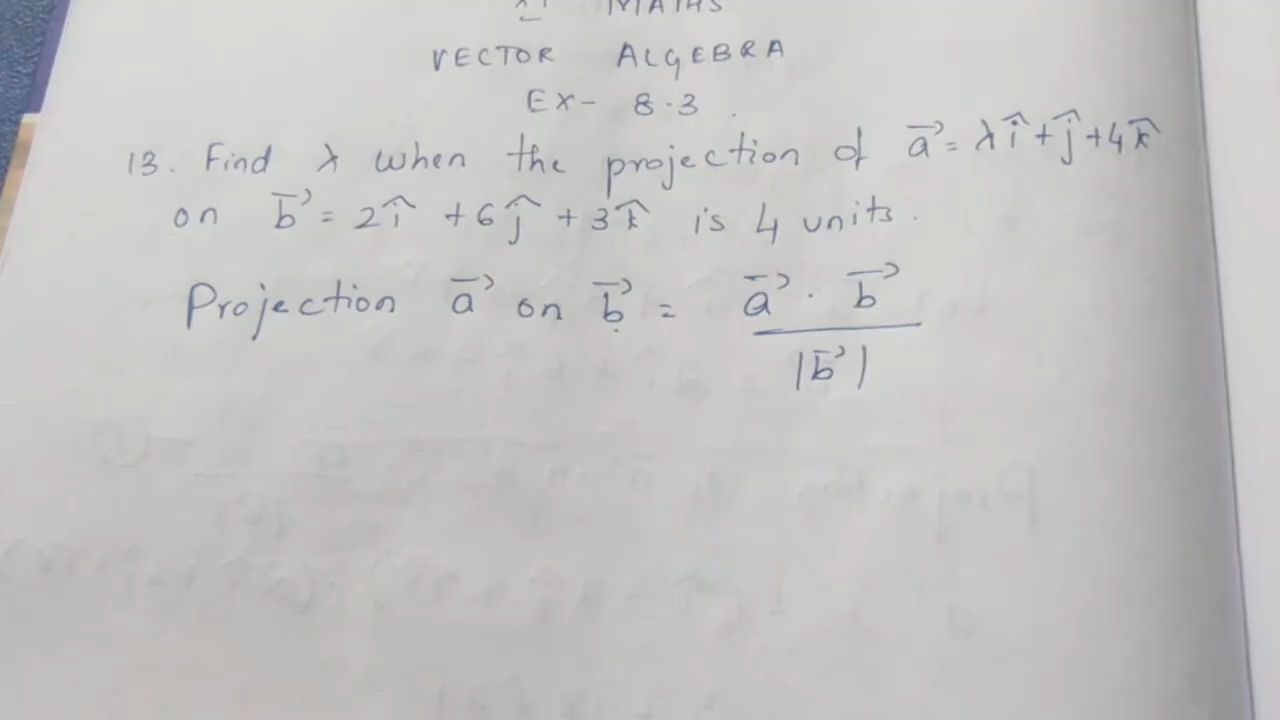 MATHS
VECTOR ALGEBRA
EX- 8.3.
13. Find λ when the projection of a⃗ = λî + ĵ + 4k̂
on b⃗ = 2î + 6ĵ + 3k̂ is 4 units.
Projection a⃗ on b⃗ = a⃗ · b⃗
|b⃗|